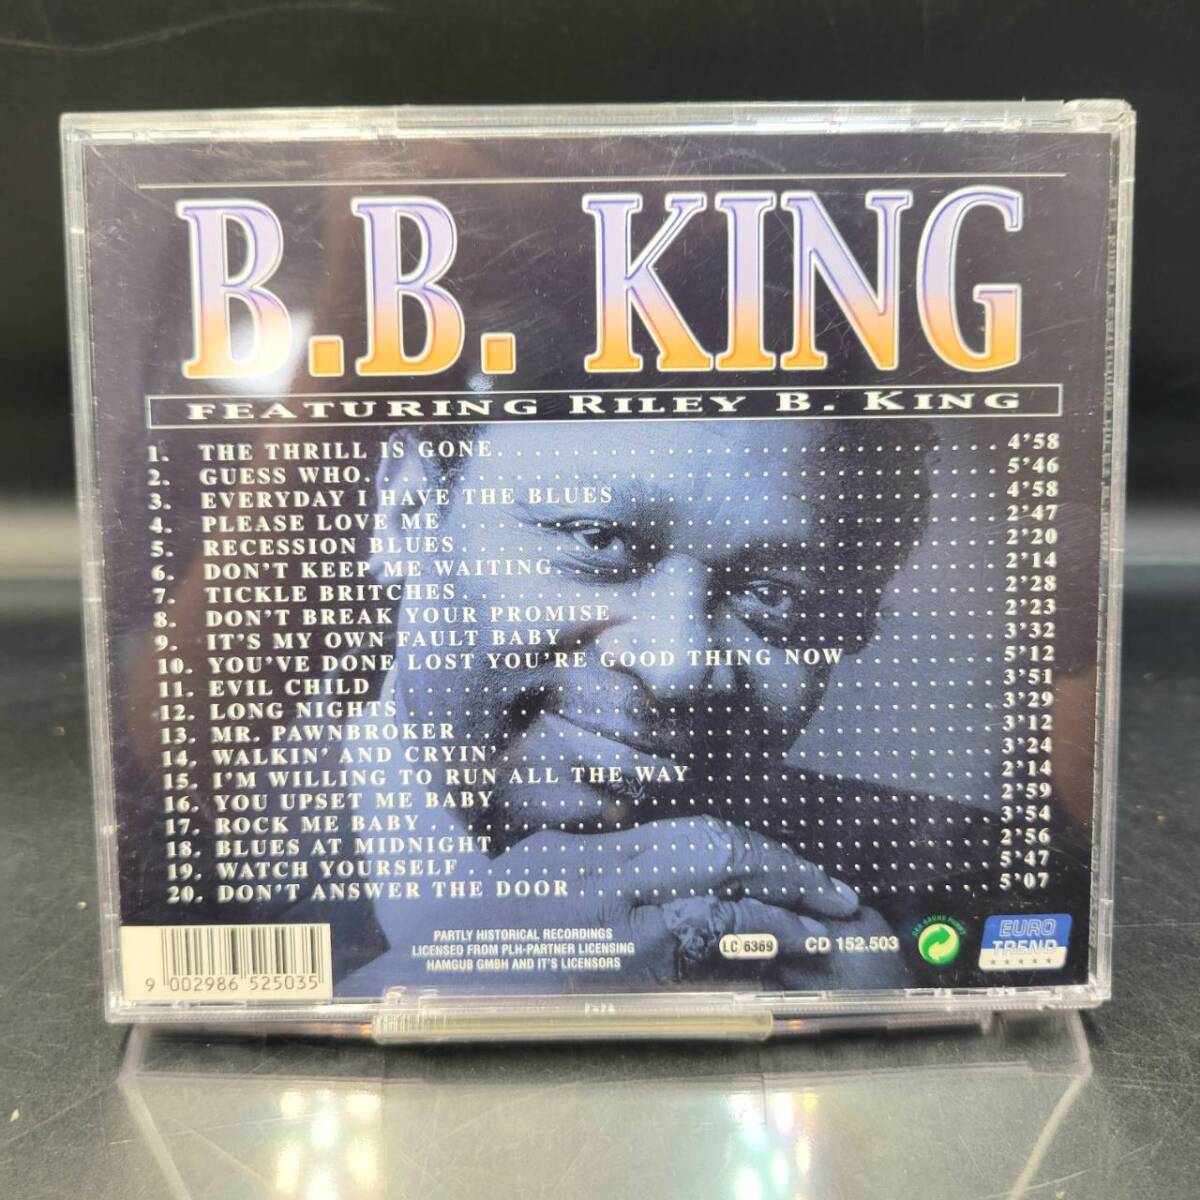 B.B. KING
FEATURING RILEY B. KING
1. THE THRILL IS GONE 4'58
2. GUESS WHO 5'46
3. EVERYDAY I HAVE THE BLUES 4'58
4. PLEASE LOVE ME 2'47
5. RECESSION BLUES 2'20
6. DON'T KEEP ME WAITING 2'14
7. TICKLE BRITCHES 2'28
8. DON'T BREAK YOUR PROMISE 2'23
9. IT'S MY OWN FAULT BABY 3'32
10. YOU'VE DONE LOST YOU'RE GOOD THING NOW 5'12
11. EVIL CHILD 3'51
12. LONG NIGHTS 3'29
13. MR. PAWNBROKER 3'12
14. WALKIN' AND CRYIN' 3'24
15. I'M WILLING TO RUN ALL THE WAY 2'14
16. YOU UPSET ME BABY 2'59
17. ROCK ME BABY 3'54
18. BLUES AT MIDNIGHT 2'56
19. WATCH YOURSELF 5'47
20. DON'T ANSWER THE DOOR 5'07
PARTLY HISTORICAL RECORDINGS
LICENSED FROM PLH-PARTNER LICENSING
HAMGUB GMBH AND IT'S LICENSORS
LC 6369
CD 152.503
DER GRÜNE PUNKT
EURO
TREND
9 002986 525035